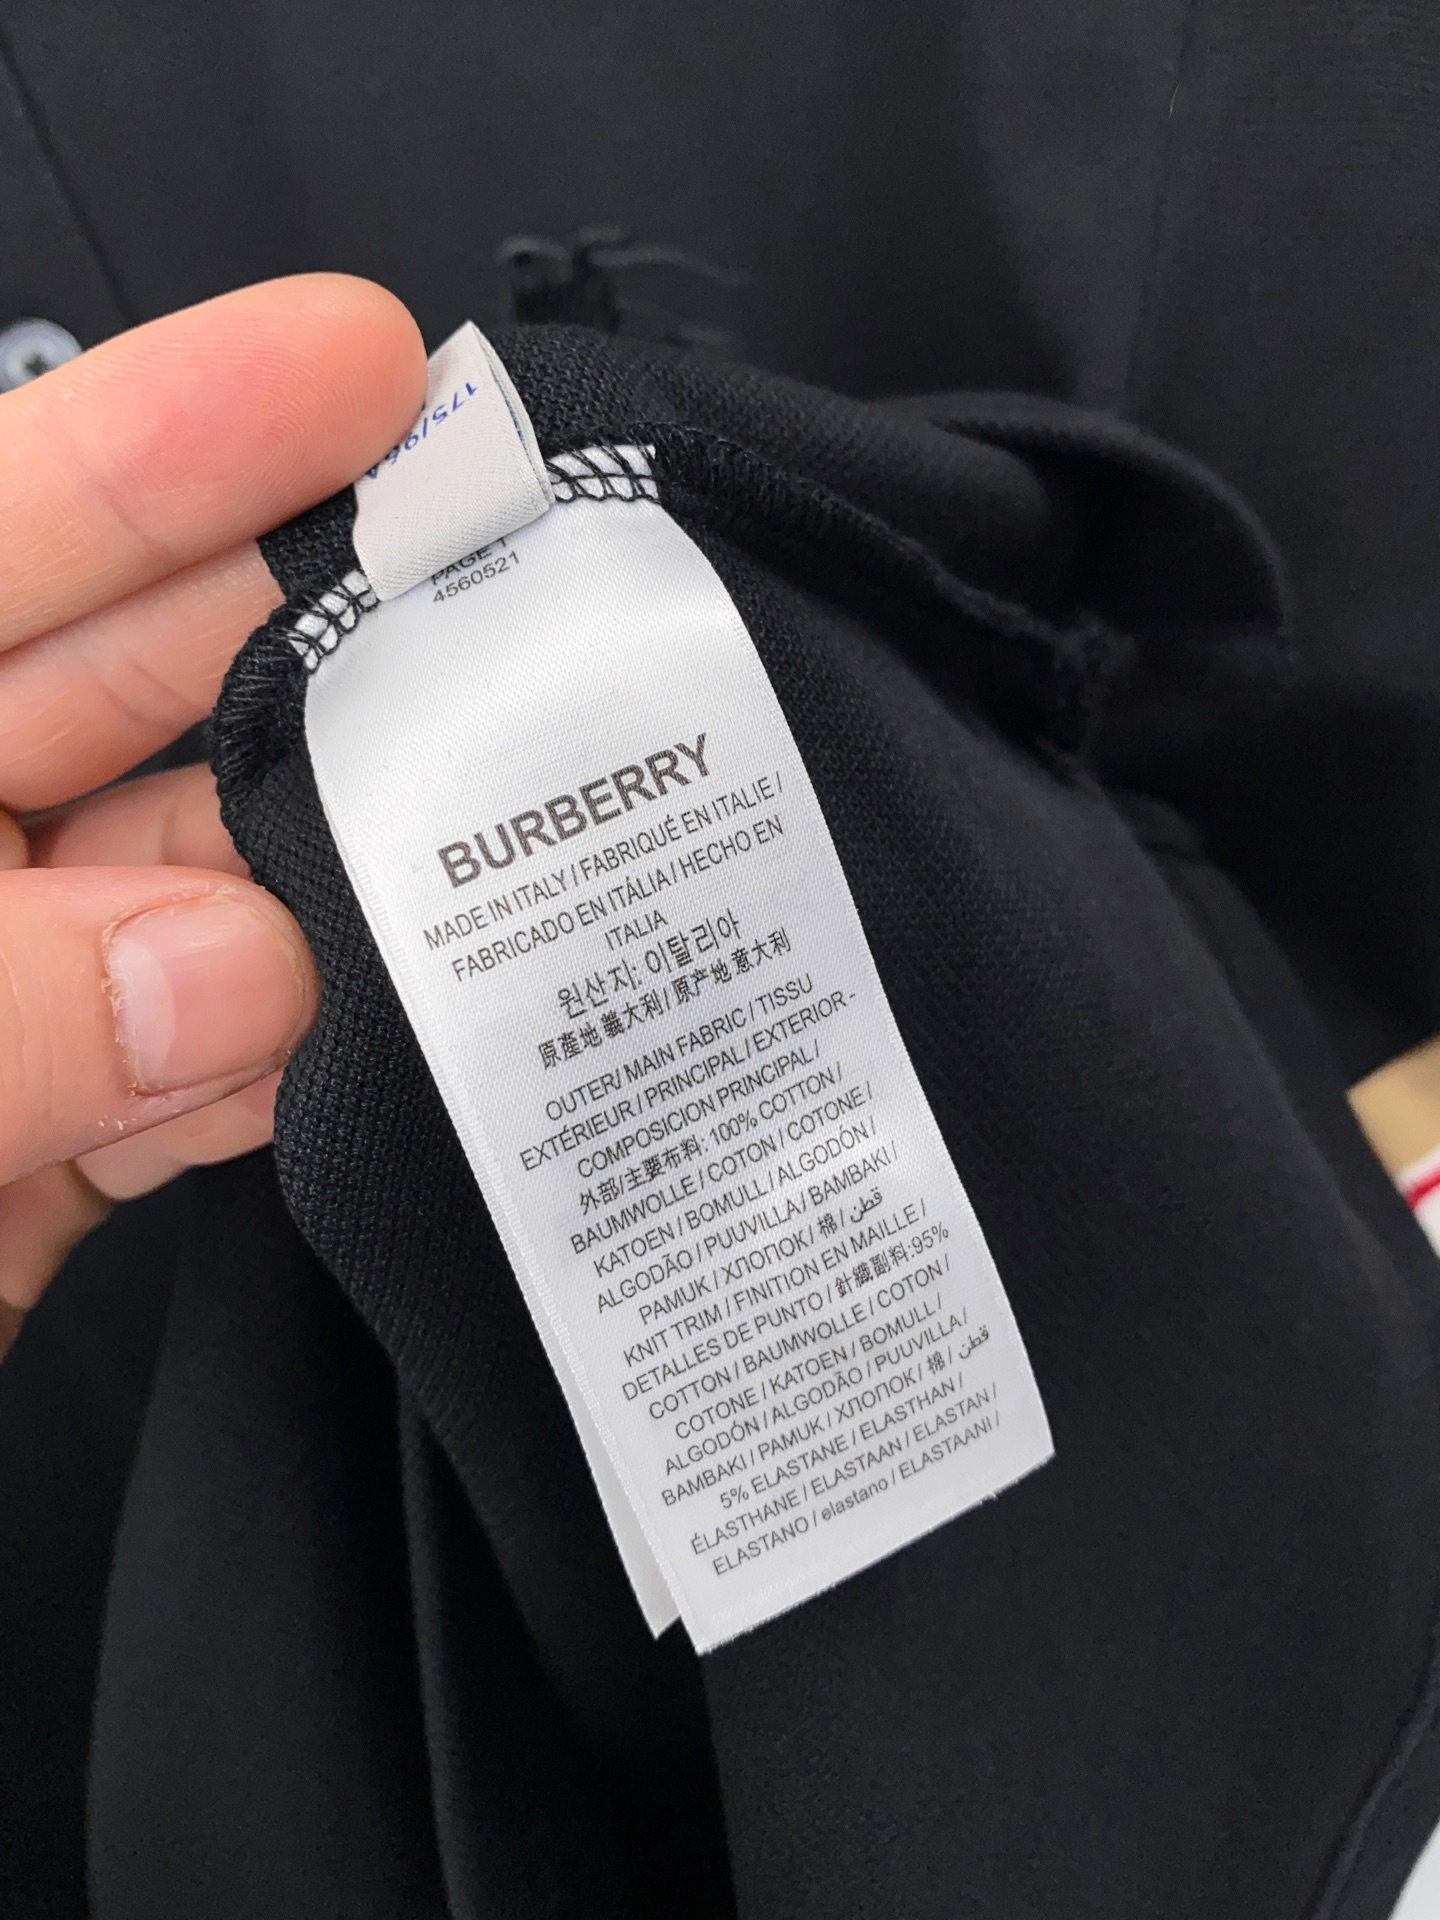 175/96A
PAGE 1
4560521
BURBERRY
MADE IN ITALY / FABRIQUÉ EN ITALIE /
FABRICADO EN ITÁLIA / HECHO EN
ITALIA
원산지: 이탈리아
原產地 義大利 / 原产地 意大利
OUTER/ MAIN FABRIC / TISSU
EXTÉRIEUR / PRINCIPAL / EXTERIOR -
COMPOSICION PRINCIPAL /
外部/主要布料: 100% COTTON /
BAUMWOLLE / COTON / COTONE /
KATOEN / BOMULL / ALGODÓN /
ALGODÃO / PUUVILLA / BAMBAKI /
PAMUK / ХЛОПОК / 棉 / قطن
KNIT TRIM / FINITION EN MAILLE /
DETALLES DE PUNTO / 針織副料:95%
COTTON / BAUMWOLLE / COTON /
COTONE / KATOEN / BOMULL /
ALGODÓN / ALGODÃO / PUUVILLA /
BAMBAKI / PAMUK / ХЛОПОК / 棉 / قطن
5% ELASTANE / ELASTHAN /
ÉLASTHANE / ELASTAAN / ELASTAN /
ELASTANO / elastano / ELASTAANI /